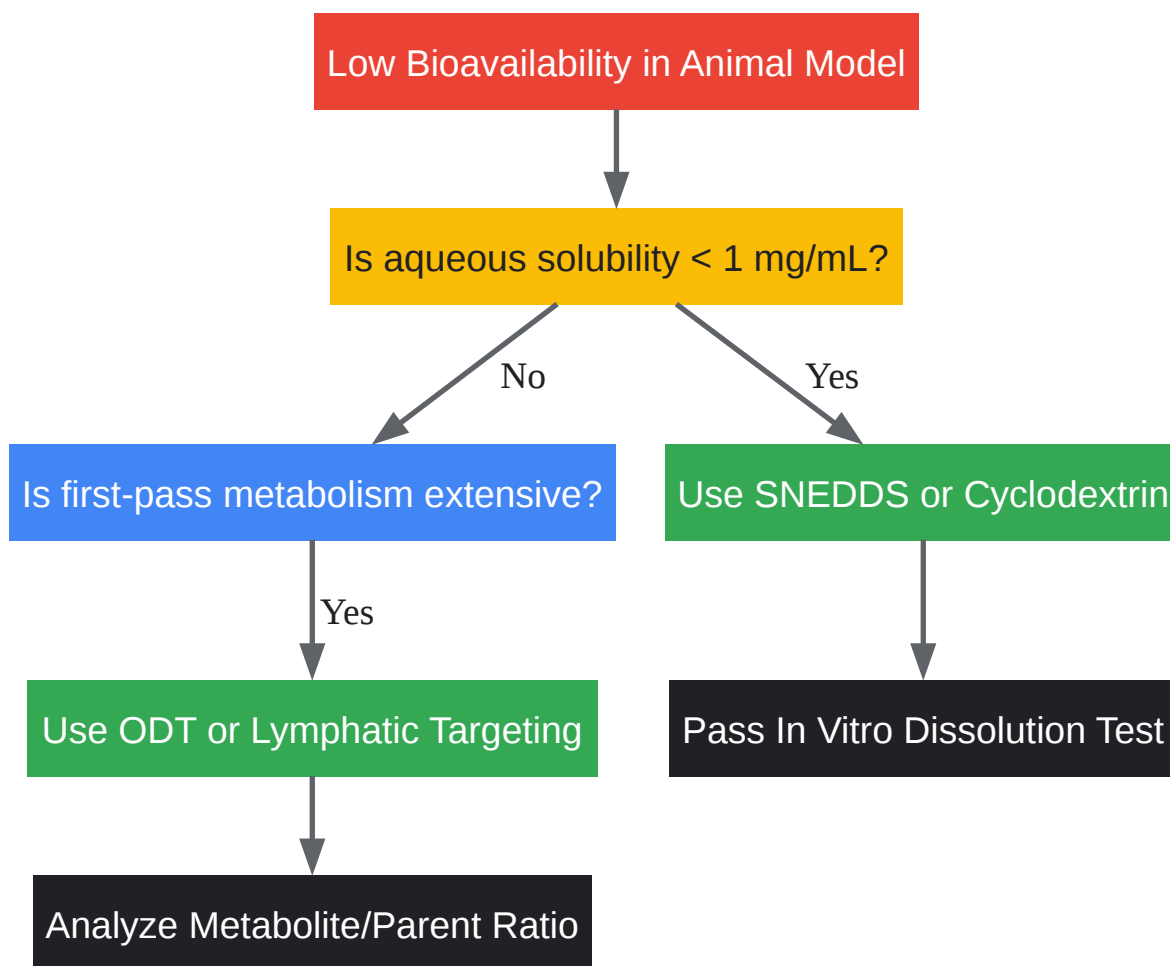 Low Bioavailability in Animal Model
Is aqueous solubility < 1 mg/mL?
No
Yes
Is first-pass metabolism extensive?
Use SNEDDS or Cyclodextrin
Yes
Use ODT or Lymphatic Targeting
Pass In Vitro Dissolution Test
Analyze Metabolite/Parent Ratio